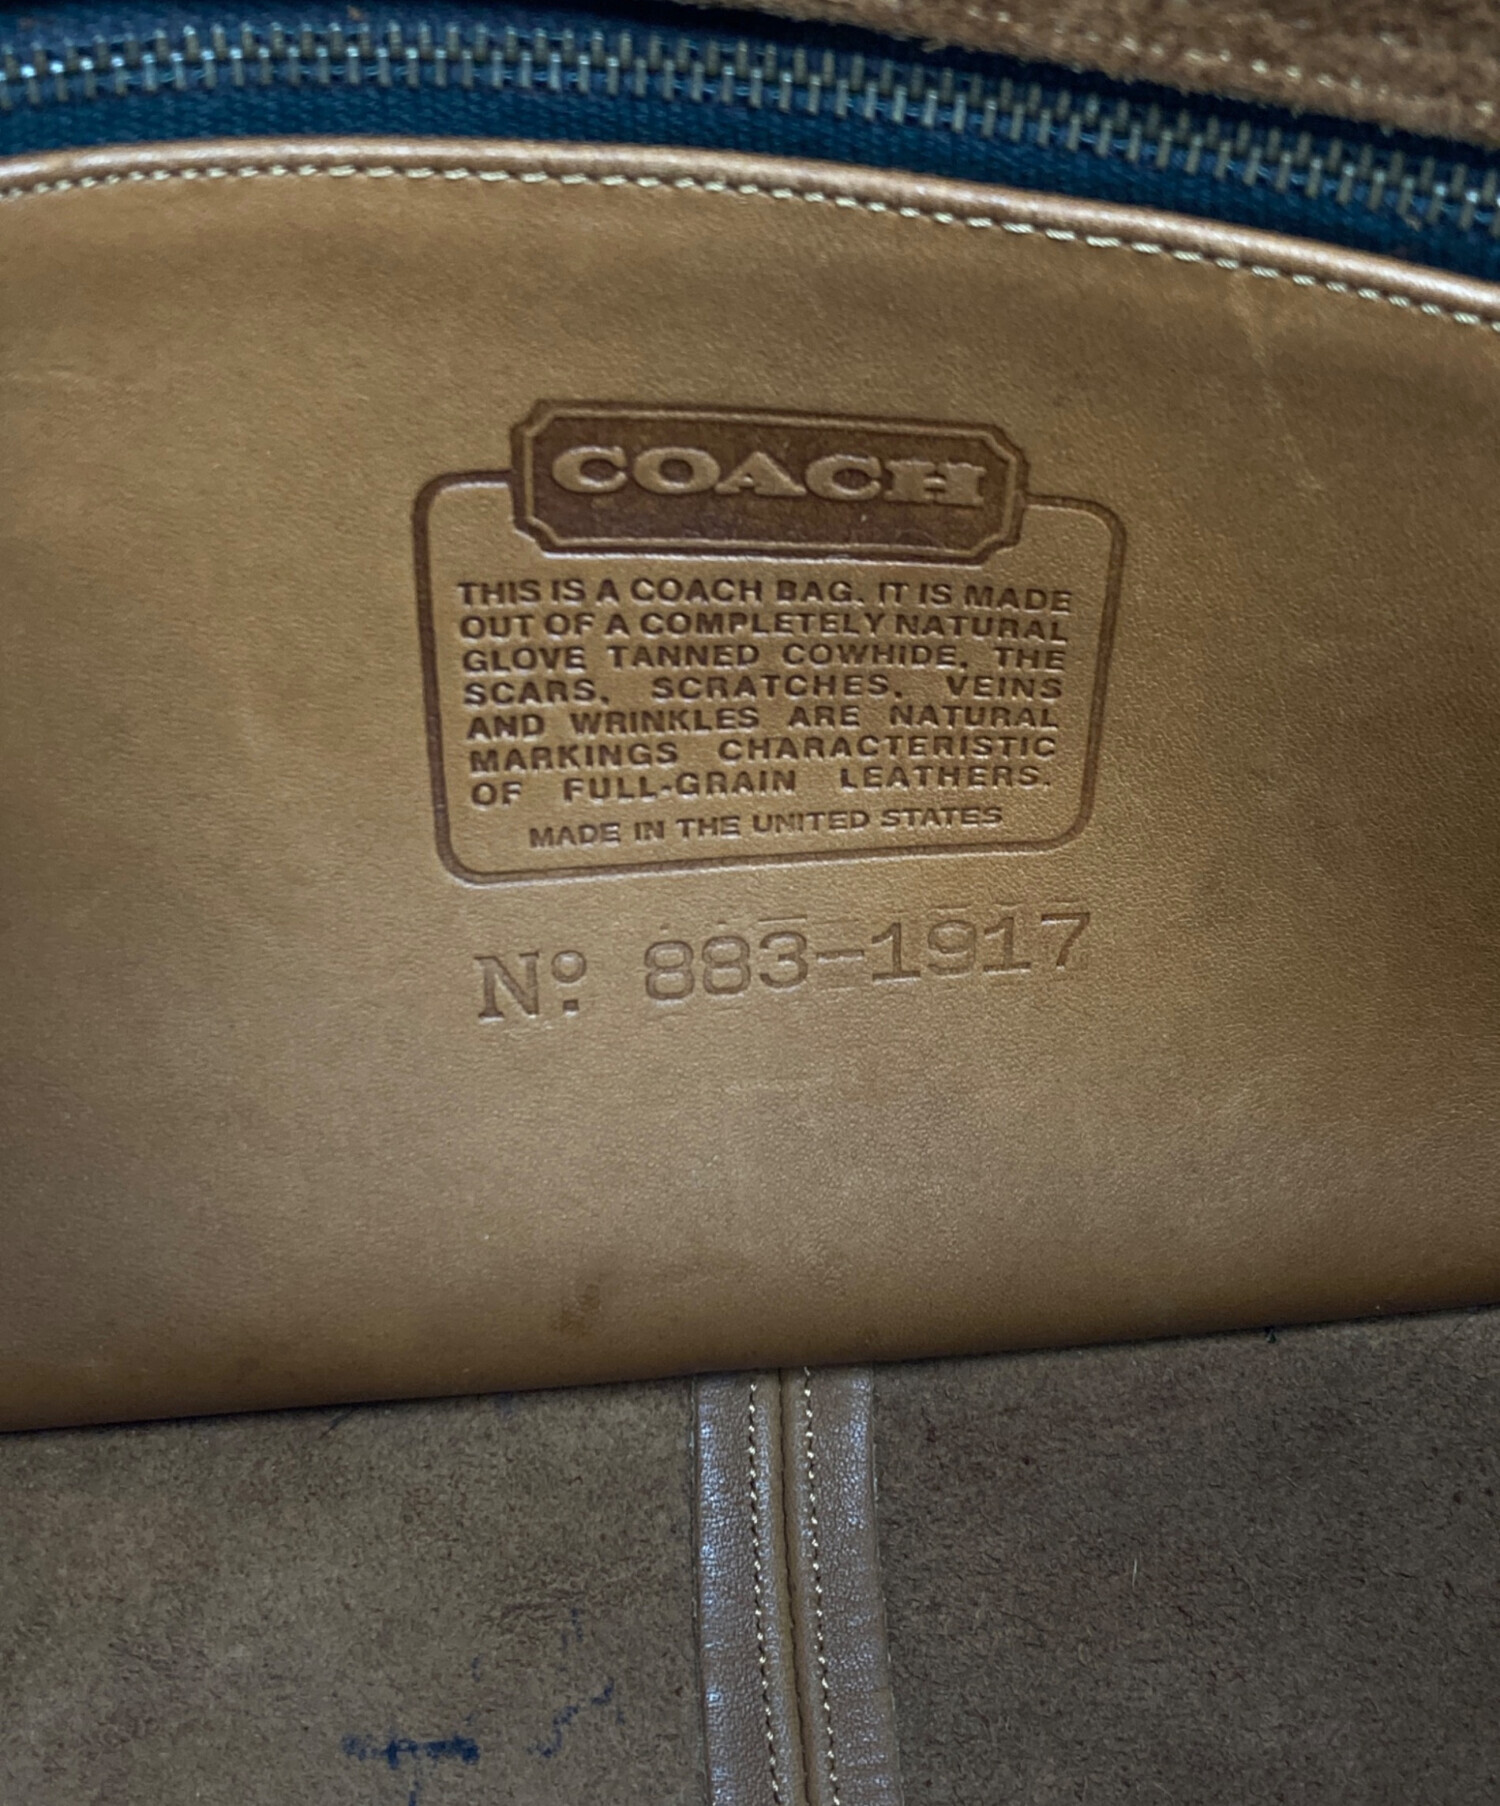 COACH
THIS IS A COACH BAG. IT IS MADE
OUT OF A COMPLETELY NATURAL
GLOVE TANNED COWHIDE. THE
SCARS, SCRATCHES, VEINS
AND WRINKLES ARE NATURAL
MARKINGS CHARACTERISTIC
OF FULL-GRAIN LEATHERS.
MADE IN THE UNITED STATES
Nº: 883-1917